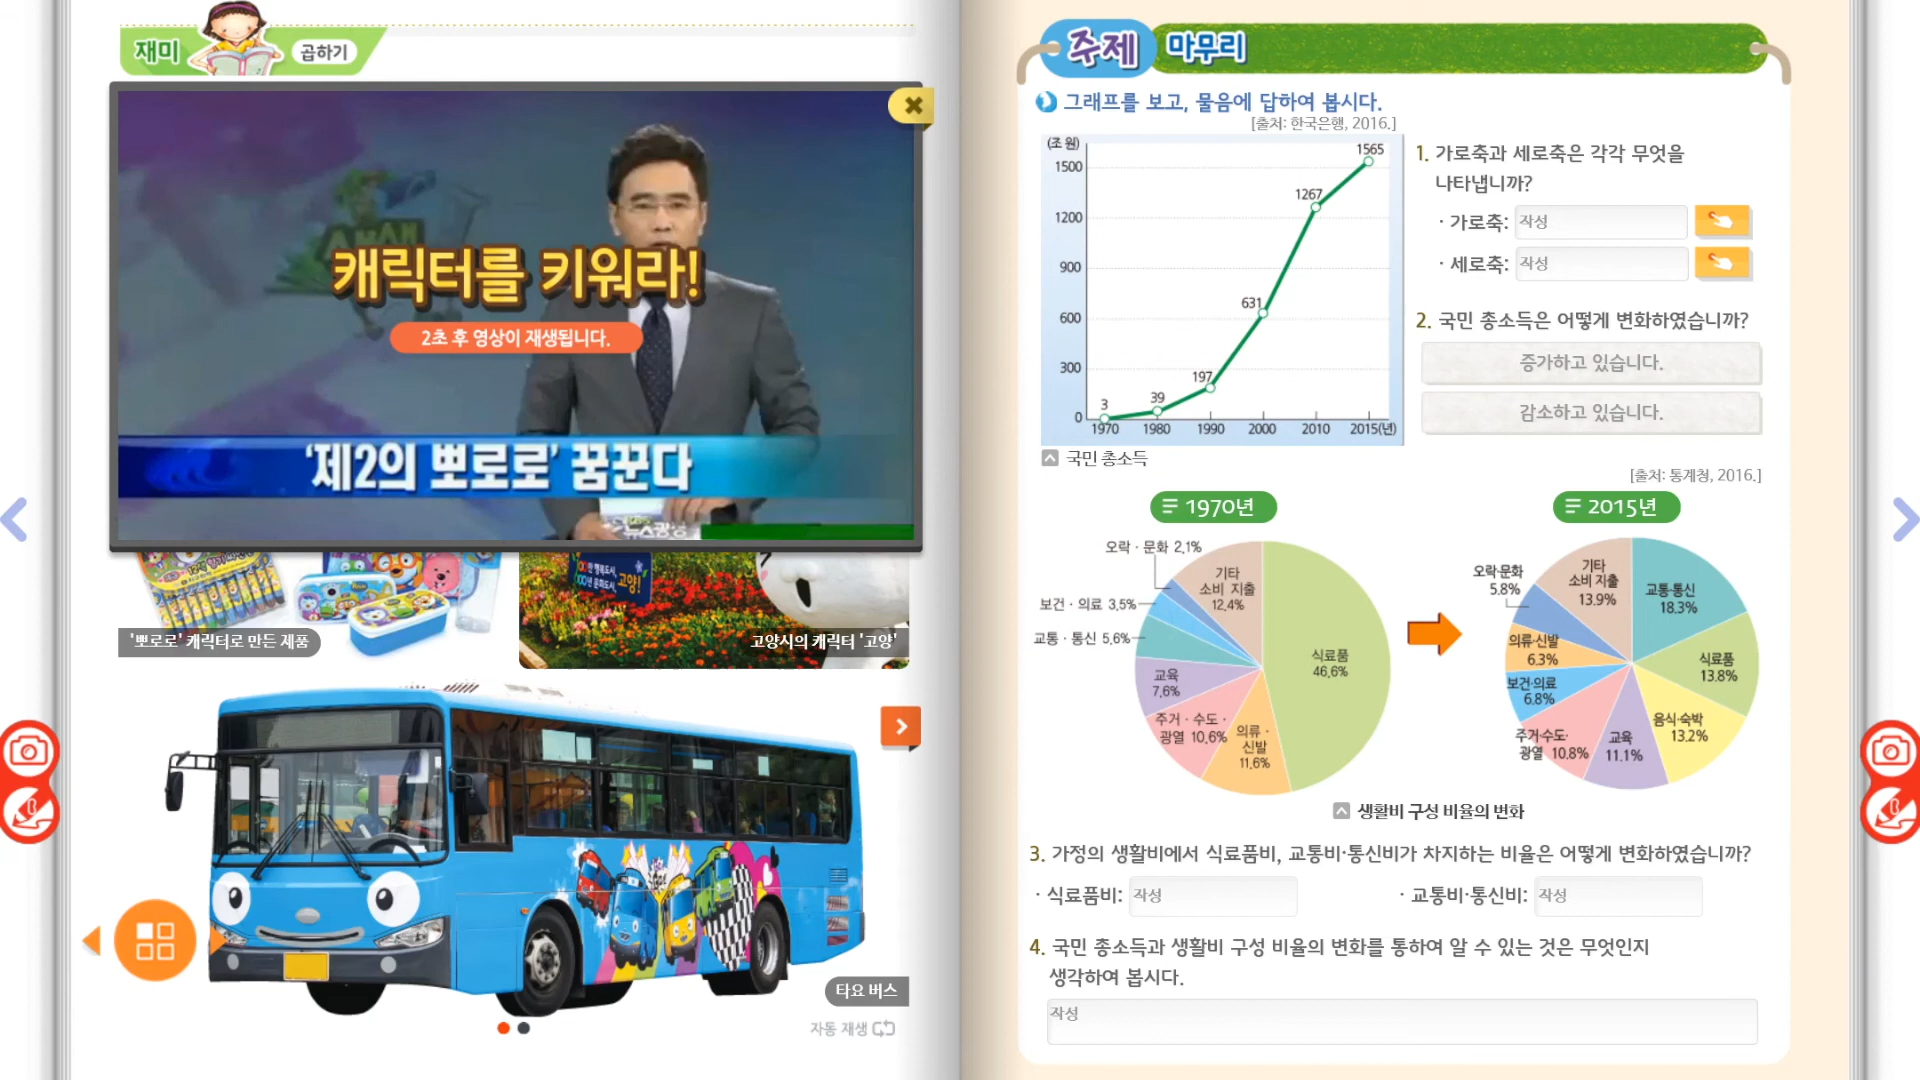 재미
곱하기
캐릭터를 키워라!
2초 후 영상이 재생됩니다.
'제2의 뽀로로' 꿈꾼다
'뽀로로' 캐릭터로 만든 제품
고양시의 캐릭터 '고양'
타요 버스
자동 재생
주제 마무리
그래프를 보고, 물음에 답하여 봅시다.
[출처: 한국은행, 2016.]
(조 원)
1500
1200
900
600
300
0
3
39
197
631
1267
1565
1970 1980 1990 2000 2010 2015(년)
국민 총소득
1. 가로축과 세로축은 각각 무엇을
나타냅니까?
· 가로축: 작성
· 세로축: 작성
2. 국민 총소득은 어떻게 변화하였습니까?
증가하고 있습니다.
감소하고 있습니다.
[출처: 통계청, 2016.]
1970년
오락 · 문화 2.1%
보건 · 의료 3.5%
교통 · 통신 5.6%
교육
7.6%
주거 · 수도 ·
광열 10.6%
의류 ·
신발
11.6%
식료품
46.6%
기타
소비 지출
12.4%
2015년
오락·문화
5.8%
의류·신발
6.3%
보건·의료
6.8%
주거·수도·
광열 10.8%
교육
11.1%
음식·숙박
13.2%
식료품
13.8%
교통·통신
18.3%
기타
소비 지출
13.9%
생활비 구성 비율의 변화
3. 가정의 생활비에서 식료품비, 교통비·통신비가 차지하는 비율은 어떻게 변화하였습니까?
· 식료품비: 작성
· 교통비·통신비: 작성
4. 국민 총소득과 생활비 구성 비율의 변화를 통하여 알 수 있는 것은 무엇인지
생각하여 봅시다.
작성